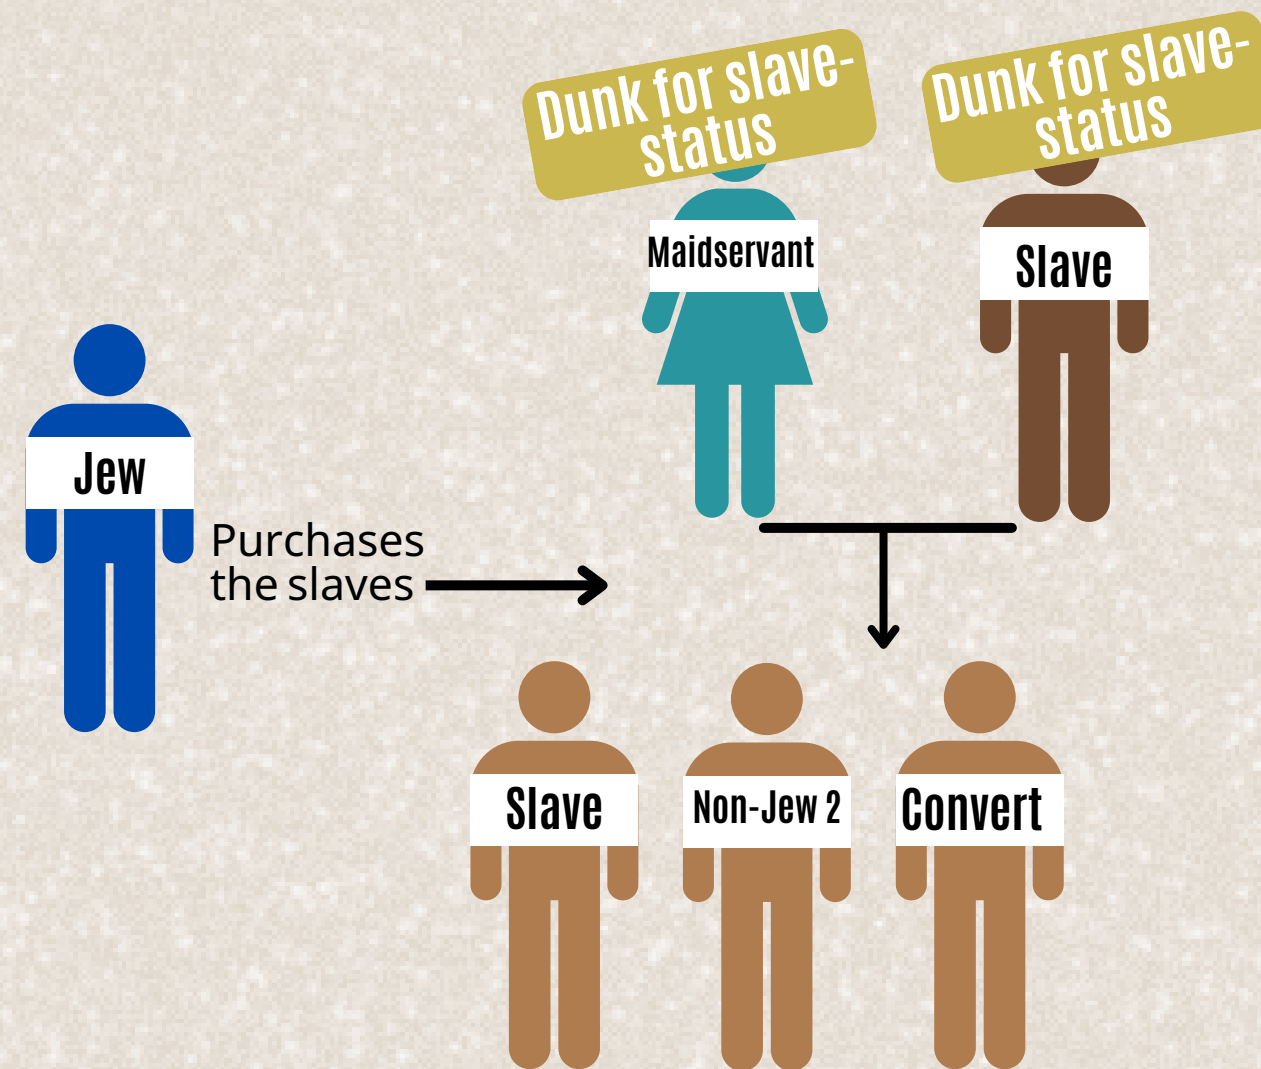 Dunk for slave-
status
Dunk for slave-
status
Maidservant
Slave
Jew
Purchases
the slaves
Slave
Non-Jew 2
Convert